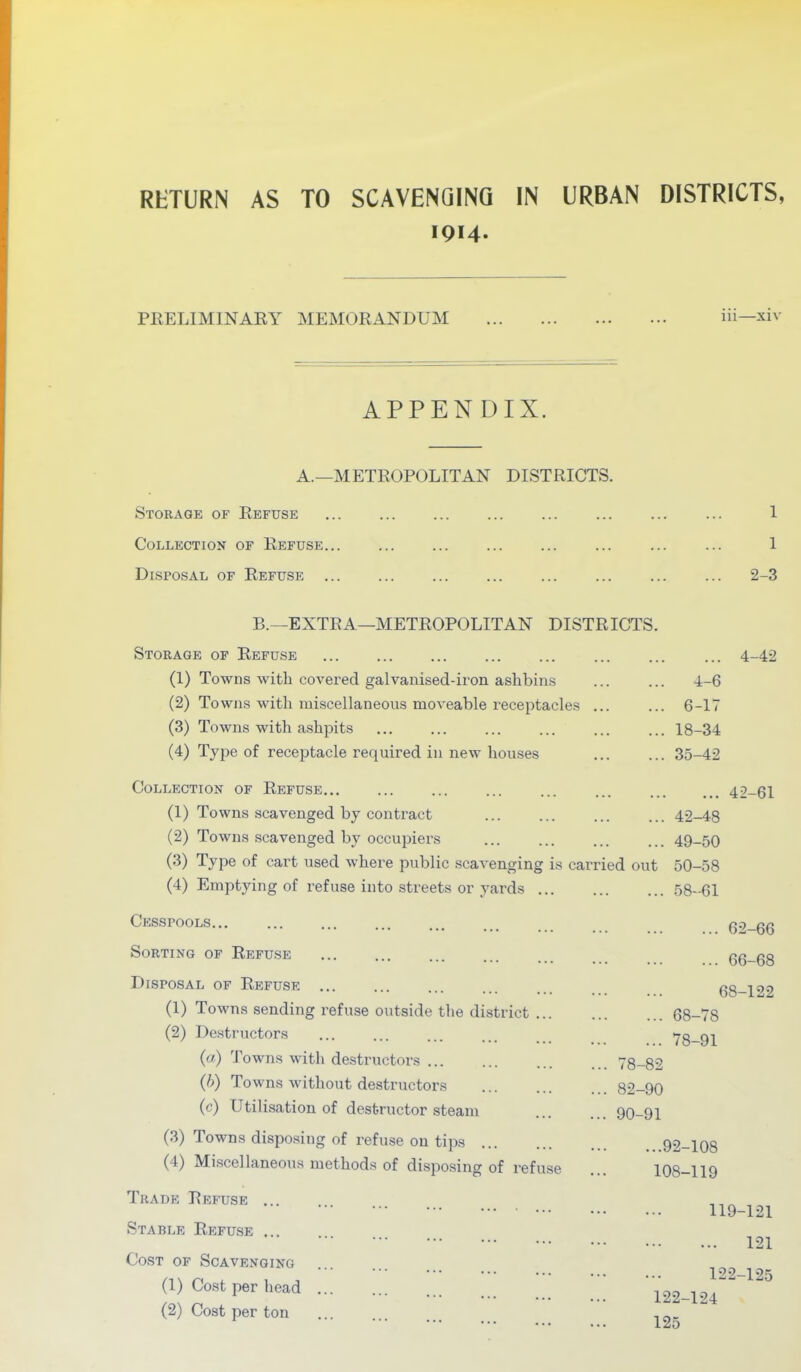 RETURN AS TO SCAVENGING IN URBAN DISTRICTS,
1914.
PRELIMINARY MEMORANDUM ... ... ... ... iii—xiv
APPENDIX.
A.—METROPOLITAN DISTRICTS.
STORAGE OF REFUSE ... ... ... ... ... ... ... ... 1
COLLECTION OF REFUSE... ... ... ... ... ... ... ... 1
DISPOSAL OF REFUSE ... ... ... ... ... ... ... ... 2-3
B.—EXTRA—METROPOLITAN DISTRICTS.
STORAGE OF REFUSE ... ... ... ... ... ... ... ... 4-42
(1) Towns with covered galvanised-iron ashbins ... ... 4-6
(2) Towns with miscellaneous moveable receptacles ... ... 6-17
(3) Towns with ashpits ... ... ... ... ... ... 18-34
(4) Type of receptacle required in new houses ... ... 35-42
COLLECTION OF REFUSE... ... ... ... ... ... ... ... 42-61
(1) Towns scavenged by contract ... ... ... ... 42-48
(2) Towns scavenged by occupiers ... ... ... ... 49-50
(3) Type of cart used where public scavenging is carried out 50-58
(4) Emptying of refuse into streets or yards ... ... ... 58-61
CESSPOOLS... ... ... ... ... ... ... ... ... ... 62-66
SORTING OF REFUSE ... ... ... ... ... ... ... ... 66-68
DISPOSAL OF REFUSE ... ... ... ... ... ... ... 68-122
(1) Towns sending refuse outside the district ... ... ... 68-78
(2) Destructors ... ... ... ... ... ... ... 78-91
(a) Towns with destructors ... ... ... ... 78-82
(b) Towns without destructors ... ... ... 82-90
(c) Utilisation of destructor steam ... ... 90-91
(3) Towns disposing of refuse on tips ... ... ... ...92-108
(4) Miscellaneous methods of disposing of refuse ... 108-119
TRADE REFUSE ... ... ... ... ... ... ... ... 119-121
STABLE REFUSE ... ... ... ... ... ... ... ... ... 121
COST OF SCAVENGING ... ... ... ... ... ... ... 122-125
(1) Cost per head ... ... ... ... ... ... 122-124
(2) Cost per ton ... ... ... ... ... ... 125